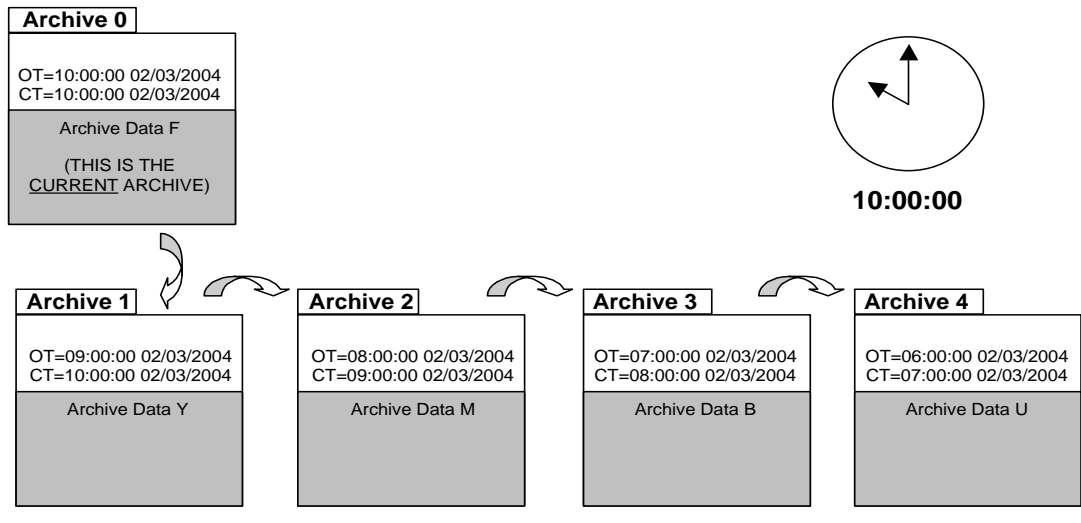 Archive 0
OT=10:00:00 02/03/2004
CT=10:00:00 02/03/2004
Archive Data F
(THIS IS THE
CURRENT ARCHIVE)
10:00:00
Archive 1
OT=09:00:00 02/03/2004
CT=10:00:00 02/03/2004
Archive Data Y
Archive 2
OT=08:00:00 02/03/2004
CT=09:00:00 02/03/2004
Archive Data M
Archive 3
OT=07:00:00 02/03/2004
CT=08:00:00 02/03/2004
Archive Data B
Archive 4
OT=06:00:00 02/03/2004
CT=07:00:00 02/03/2004
Archive Data U